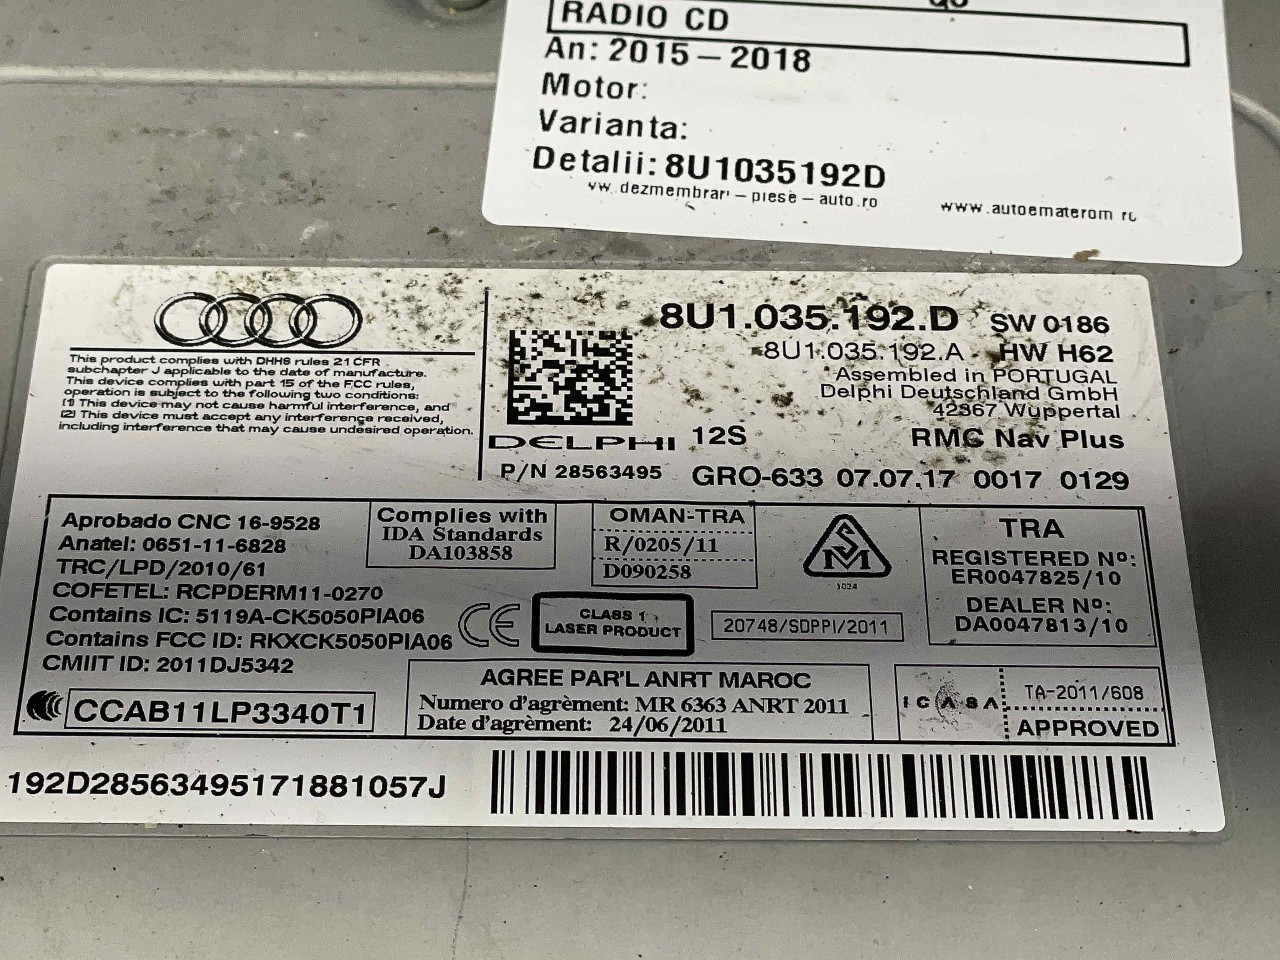 RADIO CD
An: 2015 - 2018
Motor:
Varianta:
Detalii: 8U1035192D
dezmembrari - piese - auto.ro
www.autoematerom
8U1.035.192.D SW 0186
8U1.035.192.A HW H62
Assembled in PORTUGAL
Delphi Deutschland GmbH
42367 Wuppertal
DELPHI 12S RMC Nav Plus
P/N 28563495 GRO-633 07.07.17 0017 0129
This product complies with DHHS rules 21 CFR
subchapter J applicable to the date of manufacture.
This device complies with part 15 of the FCC rules,
operation is subject to the following two conditions:
(1) This device may not cause harmful interference, and
(2) This device must accept any interference received,
including interference that may cause undesired operation.
Aprobado CNC 16-9528
Anatel: 0651-11-6828
TRC/LPD/2010/61
COFETEL: RCPDERM11-0270
Contains IC: 5119A-CK5050PIA06
Contains FCC ID: RKXCK5050PIA06
CMIIT ID: 2011DJ5342
CCAB11LP3340T1
Complies with
IDA Standards
DA103858
OMAN-TRA
R/0205/11
D090258
SM
1024
TRA
REGISTERED Nº:
ER0047825/10
DEALER Nº:
DA0047813/10
CE
CLASS 1
LASER PRODUCT
20748/SDPPI/2011
AGREE PAR'L ANRT MAROC
Numero d'agrèment: MR 6363 ANRT 2011
Date d'agrèment: 24/06/2011
ICASA
TA-2011/608
APPROVED
192D28563495171881057J